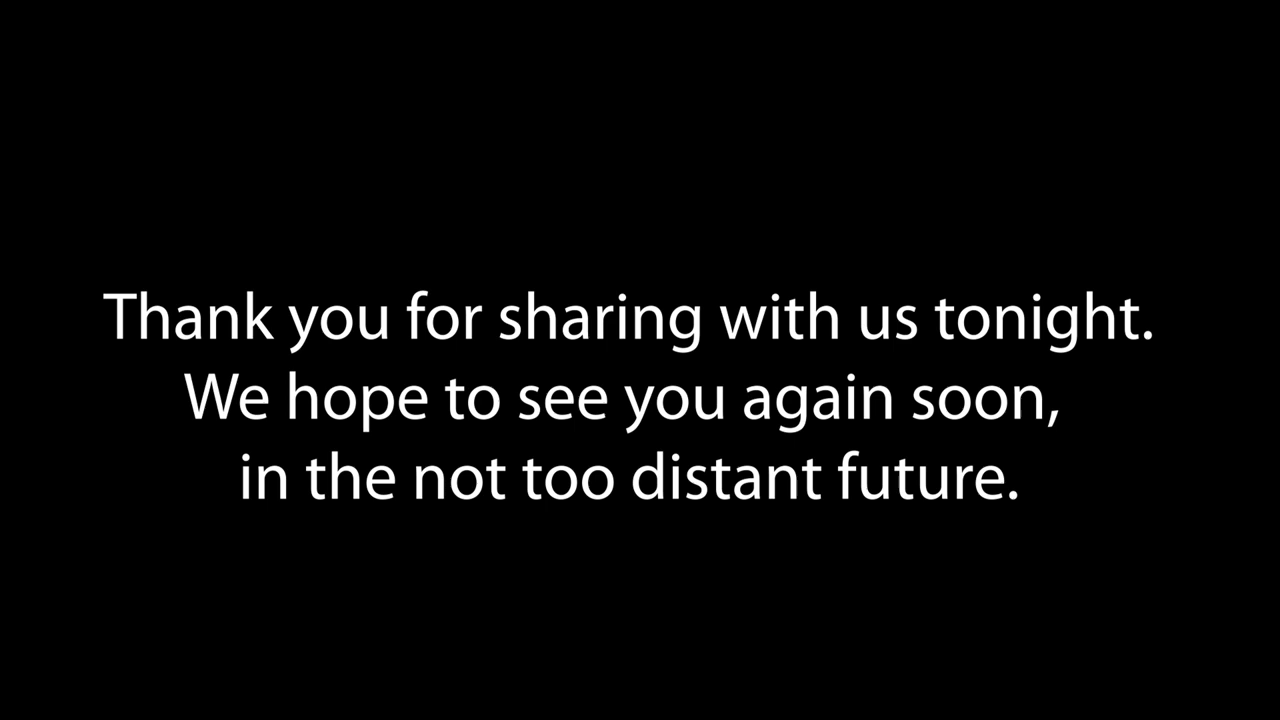 Thank you for sharing with us tonight.
We hope to see you again soon,
in the not too distant future.